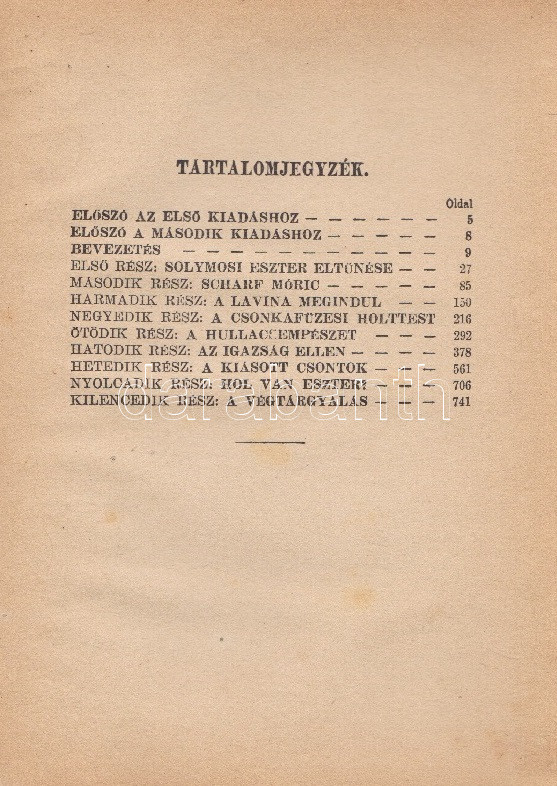 TARTALOMJEGYZÉK.
Oldal
ELŐSZÓ AZ ELSŐ KIADÁSHOZ — — — — — — 5
ELŐSZÓ A MÁSODIK KIADÁSHOZ — — — — — 8
BEVEZETÉS — — — — — — — — — — — 9
ELSŐ RÉSZ: SOLYMOSI ESZTER ELTŰNÉSE — — 27
MÁSODIK RÉSZ: SCHARF MÓRIC — — — — — 85
HARMADIK RÉSZ: A LAVINA MEGINDUL — — 150
NEGYEDIK RÉSZ: A CSONKAFÜZESI HOLTTEST 216
ÖTÖDIK RÉSZ: A HULLACSEMPÉSZET — — — 292
HATODIK RÉSZ: AZ IGAZSÁG ELLEN — — — — 378
HETEDIK RÉSZ: A KIÁSOTT CSONTOK — — — 561
NYOLCADIK RÉSZ: HOL VAN ESZTER? — — — 706
KILENCEDIK RÉSZ: A VÉGTÁRGYALÁS — — — 741
darabanth